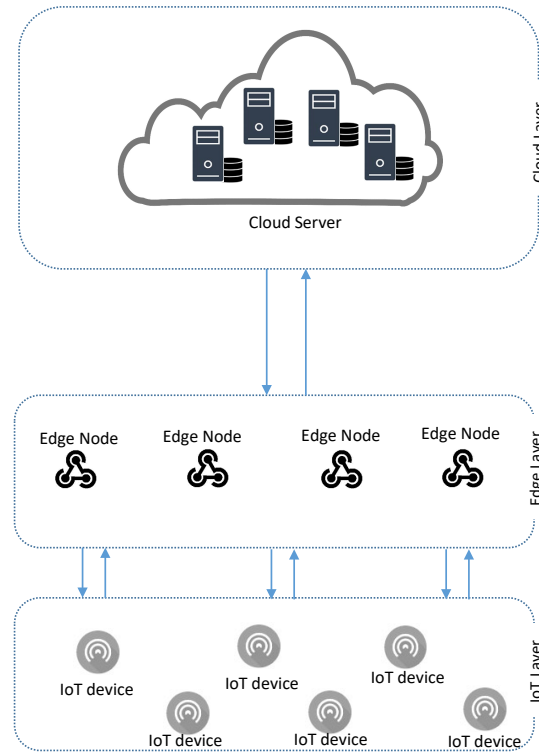 Cloud Layer
Cloud Server
Edge Node
Edge Node
Edge Node
Edge Node
Edge Layer
IoT device
IoT device
IoT device
IoT device
IoT device
IoT device
IoT Layer